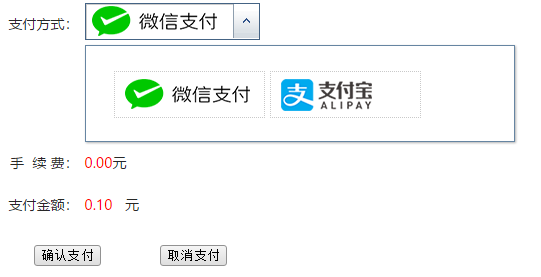 支付方式： 微信支付
微信支付 支付宝 ALIPAY
手 续 费： 0.00元
支付金额： 0.10 元
确认支付 取消支付